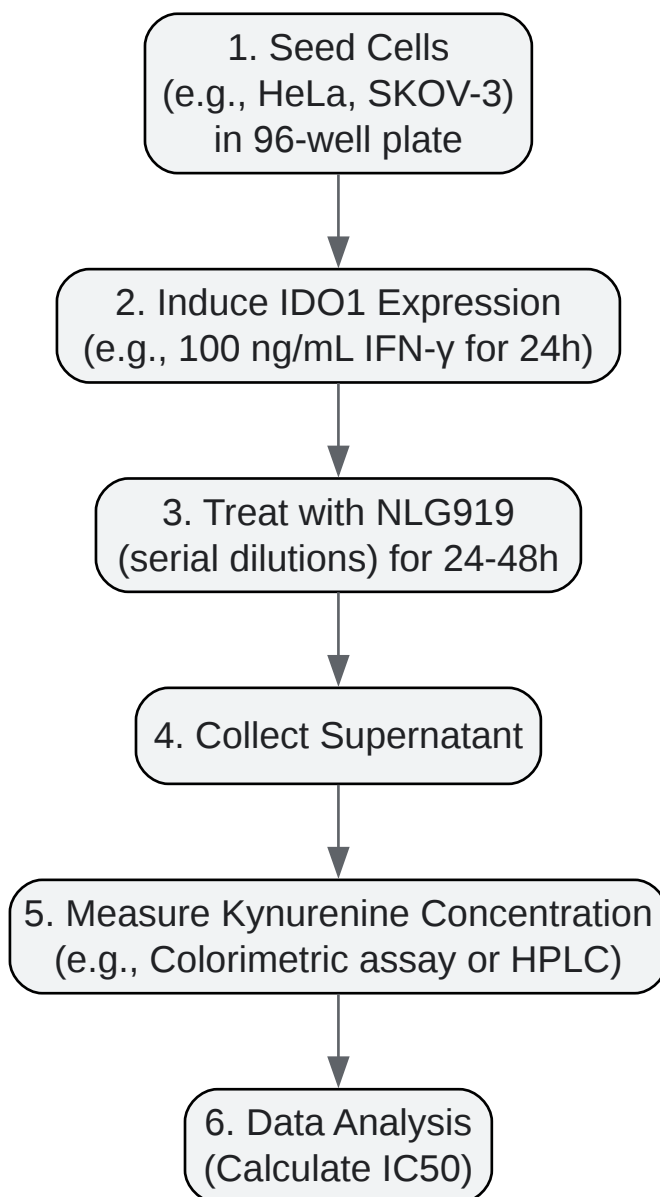 1. Seed Cells
(e.g., HeLa, SKOV-3)
in 96-well plate
2. Induce IDO1 Expression
(e.g., 100 ng/mL IFN-γ for 24h)
3. Treat with NLG919
(serial dilutions) for 24-48h
4. Collect Supernatant
5. Measure Kynurenine Concentration
(e.g., Colorimetric assay or HPLC)
6. Data Analysis
(Calculate IC50)